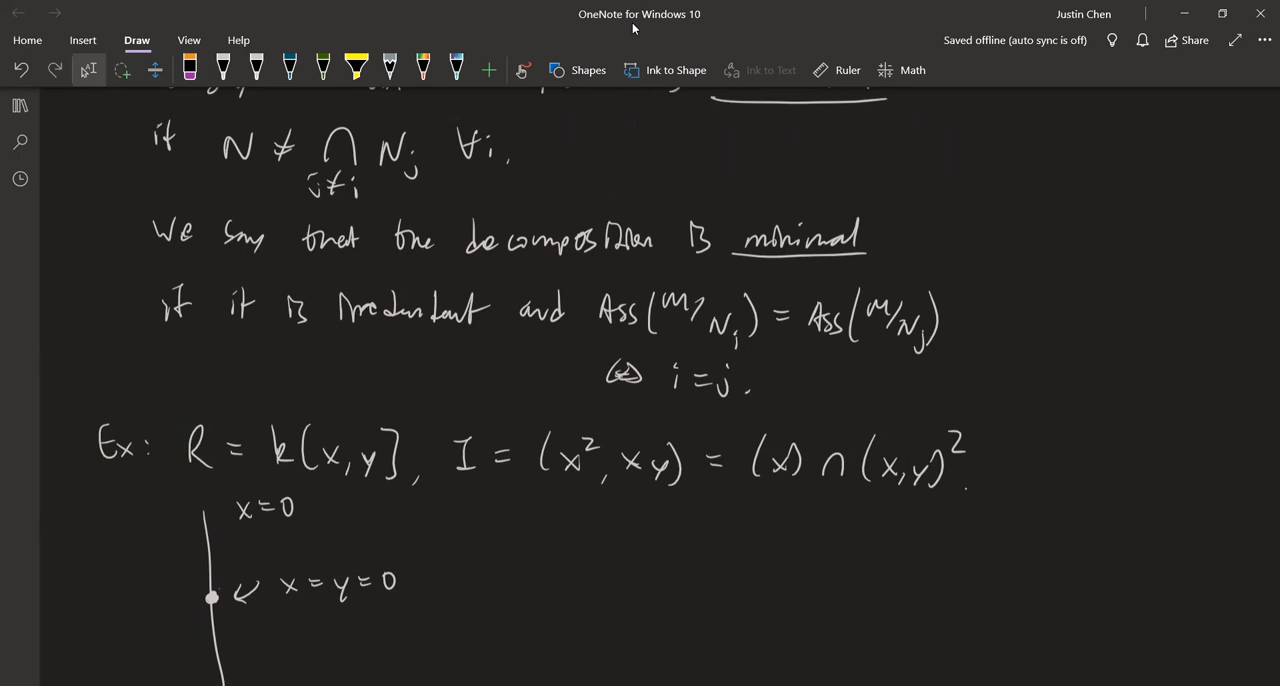 OneNote for Windows 10
Justin Chen
Home Insert Draw View Help
Saved offline (auto sync is off)
Share
Shapes
Ink to Shape
Ink to Text
Ruler
Math
if N ≠ ⋂_{j≠i} N_j ∀i.
We say that the decomposition is minimal
if it is irredundant and Ass(M/N_i) = Ass(M/N_j)
⇔ i=j.
Ex: R = k[x,y], I = (x², xy) = (x) ∩ (x,y)².
x=0
x=y=0